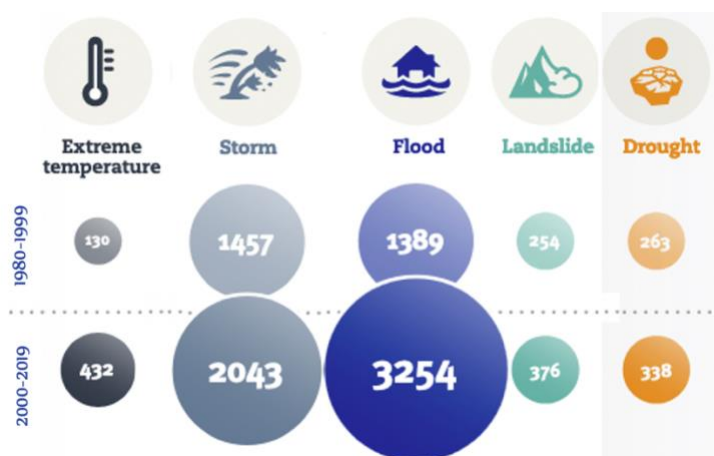 Extreme
temperature
Storm
Flood
Landslide
Drought
1980-1999
130
1457
1389
254
263
2000-2019
432
2043
3254
376
338